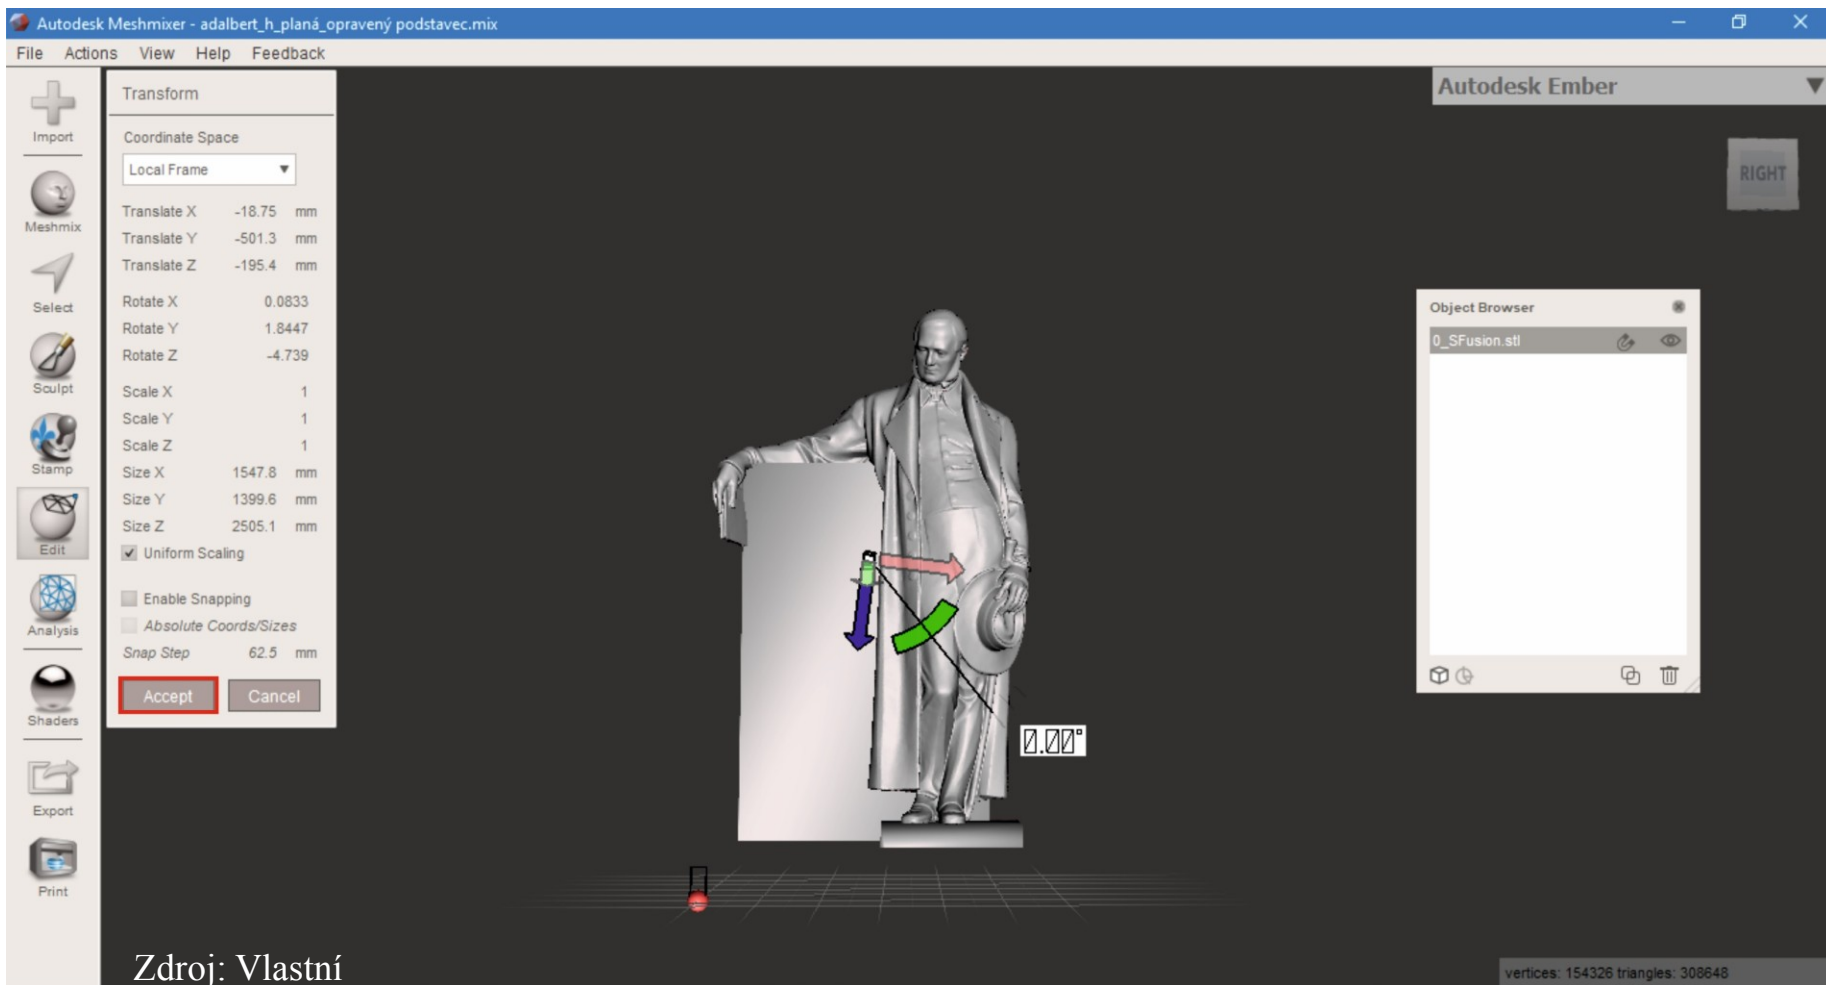 Autodesk Meshmixer - adalbert_h_planá_opravený podstavec.mix
File Actions View Help Feedback
Import
Meshmix
Select
Sculpt
Stamp
Edit
Analysis
Shaders
Export
Print
Transform
Coordinate Space
Local Frame
Translate X -18.75 mm
Translate Y -501.3 mm
Translate Z -195.4 mm
Rotate X 0.0833
Rotate Y 1.8447
Rotate Z -4.739
Scale X 1
Scale Y 1
Scale Z 1
Size X 1547.8 mm
Size Y 1399.6 mm
Size Z 2505.1 mm
Uniform Scaling
Enable Snapping
Absolute Coords/Sizes
Snap Step 62.5 mm
Accept Cancel
0.00°
Autodesk Ember
RIGHT
Object Browser
0_SFusion.stl
Zdroj: Vlastní
vertices: 154326 triangles: 308648